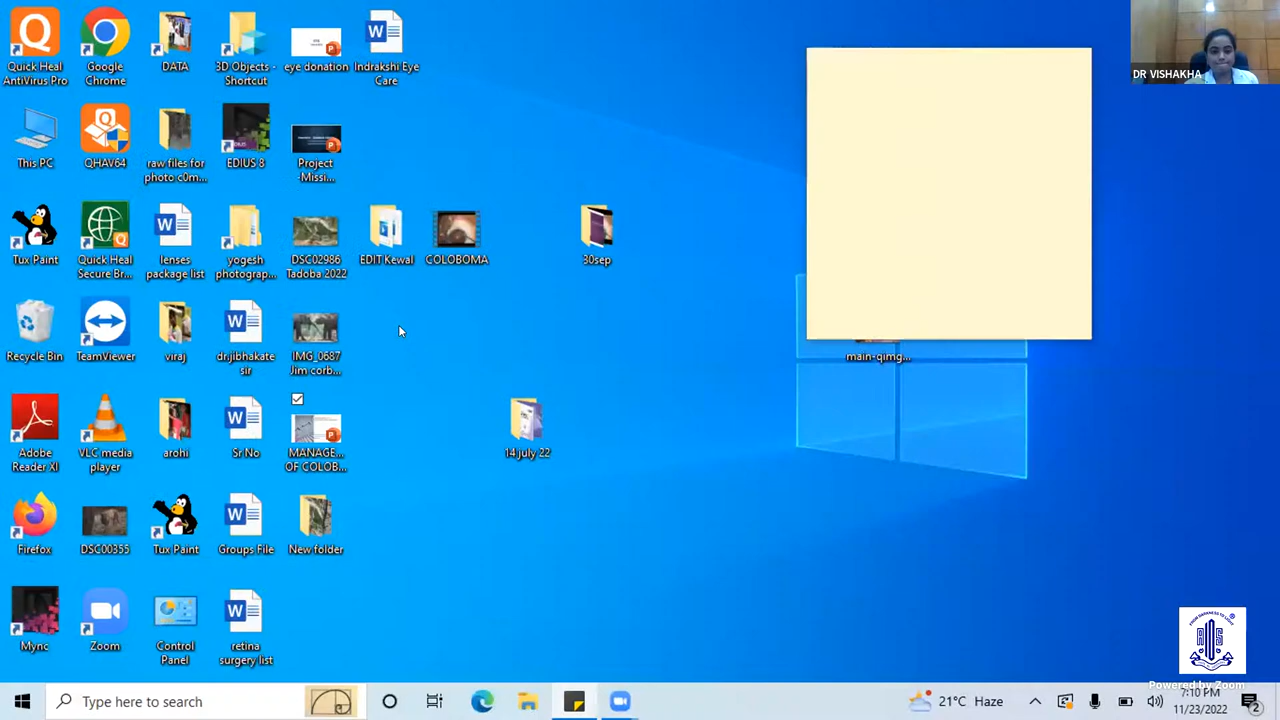 Quick Heal
AntiVirus Pro
Google
Chrome
DATA
3D Objects -
Shortcut
eye donation
Indrakshi Eye
Care
DR VISHAKHA
This PC
QHAV64
raw files for
photo c0m...
EDIUS 8
Project
-Missi...
Tux Paint
Quick Heal
Secure Br...
lenses
package list
yogesh
photograp...
DSC02986
Tadoba 2022
EDIT Kewal
COLOBOMA
30sep
Recycle Bin
TeamViewer
viraj
dr.jibhakate
sir
IMG_0687
Jim corb...
main-qimg...
Adobe
Reader XI
VLC media
player
arohi
Sr No
MANAGE...
OF COLOB...
14 july 22
Firefox
DSC00355
Tux Paint
Groups File
New folder
Mync
Zoom
Control
Panel
retina
surgery list
Powered by Zoom
Type here to search
21°C Haze
7:10 PM
11/23/2022
2